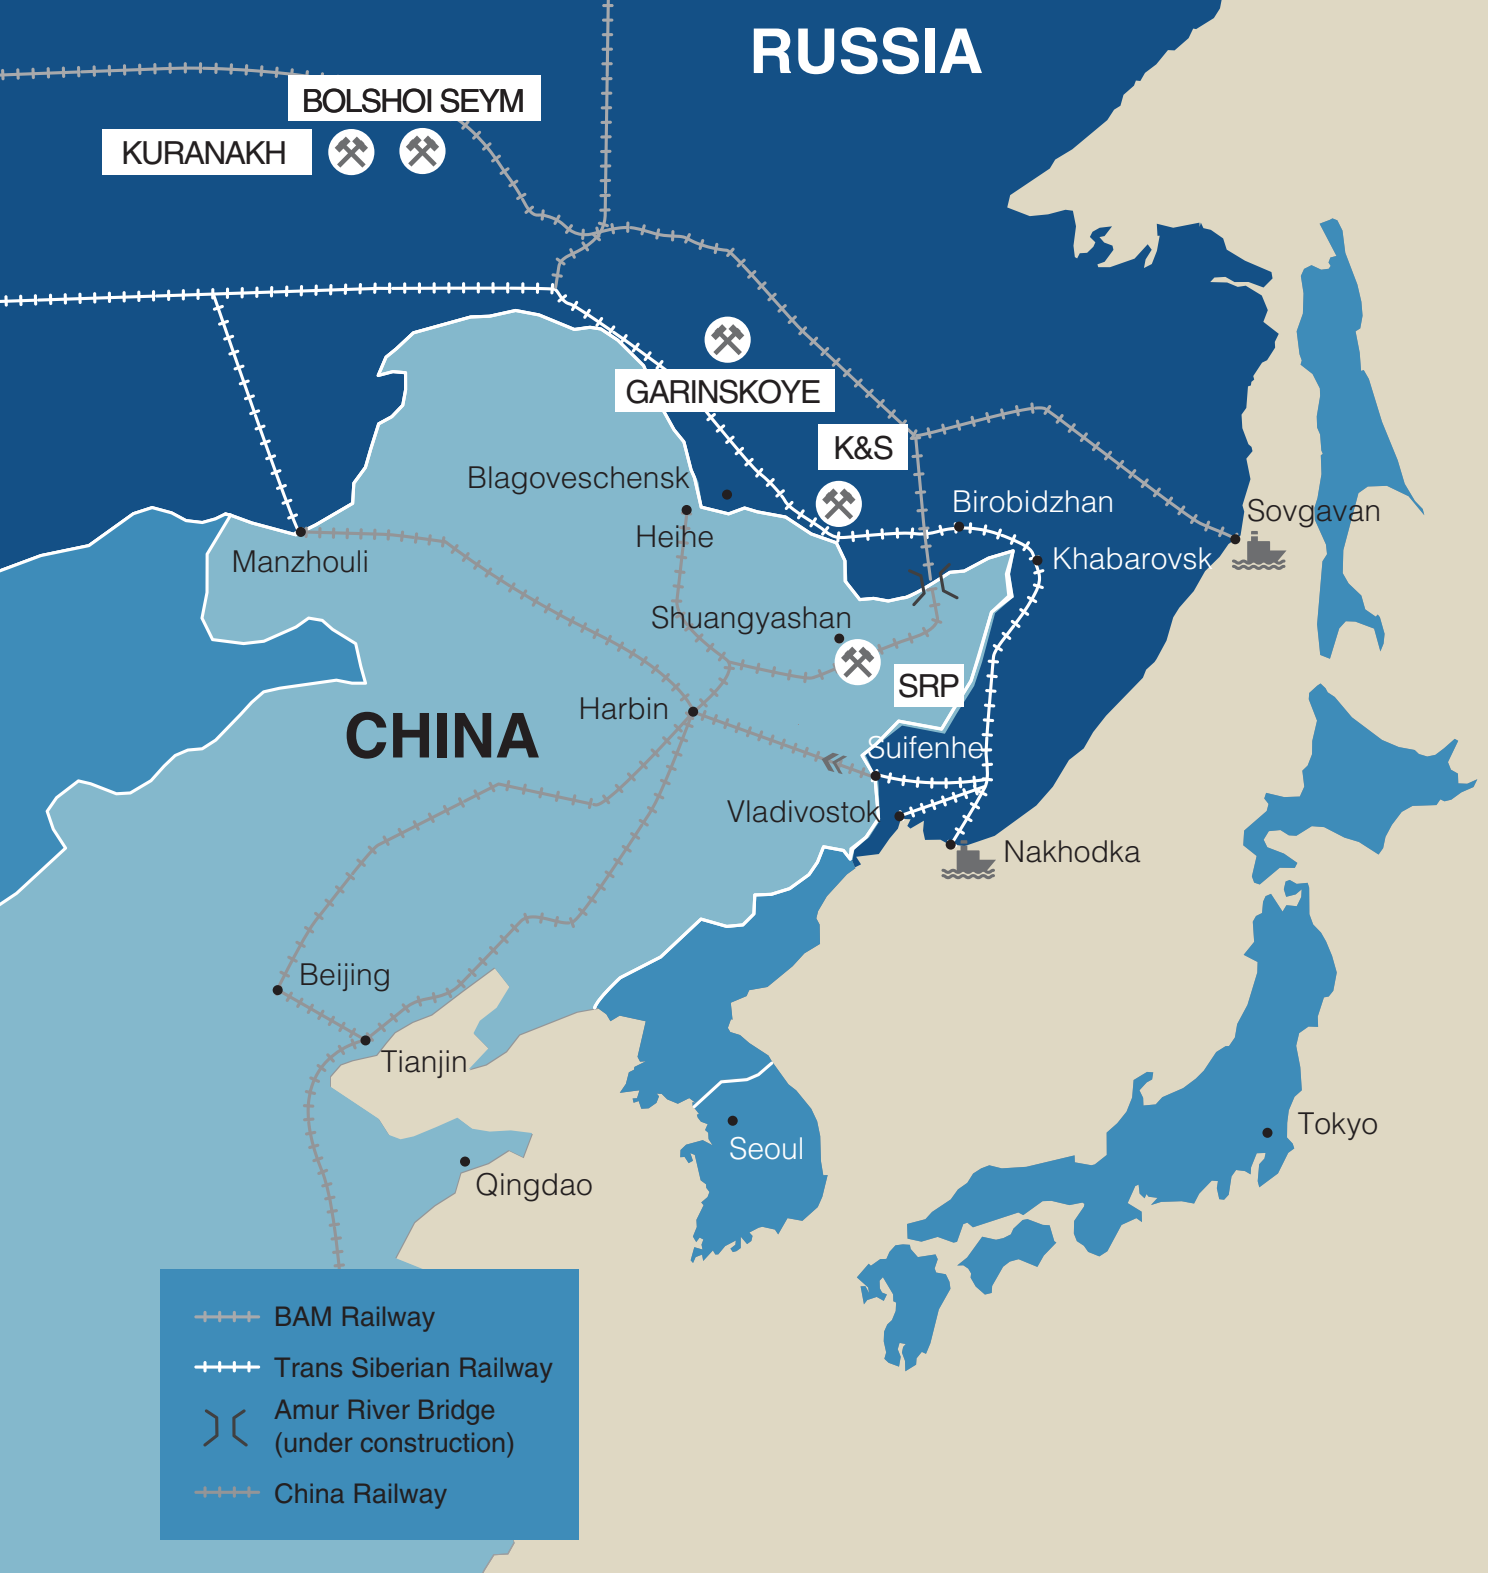 RUSSIA
BOLSHOI SEYM
KURANAKH
GARINSKOYE
K&S
Blagoveschensk
Birobidzhan
Sovgavan
Heihe
Khabarovsk
Manzhouli
Shuangyashan
SRP
Harbin
CHINA
Suifenhe
Vladivostok
Nakhodka
Beijing
Tianjin
Tokyo
Seoul
Qingdao
BAM Railway
Trans Siberian Railway
Amur River Bridge
(under construction)
China Railway